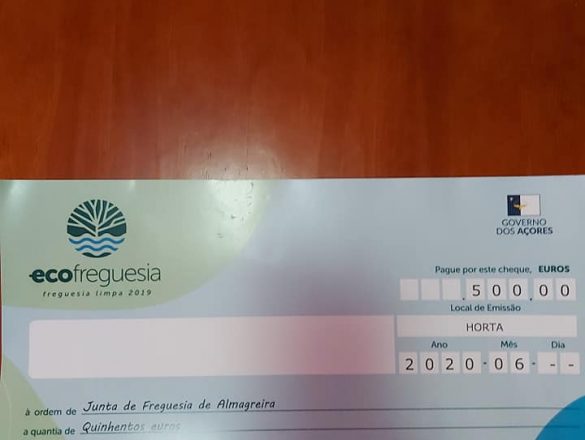 GOVERNO
DOS AÇORES
ecofreguesia
freguesia limpa 2019
Pague por este cheque, EUROS
.500.00
Local de Emissão
HORTA
Ano Mês Dia
2020-06- - -
à ordem de Junta de Freguesia de Almagreira
a quantia de Quinhentos euros